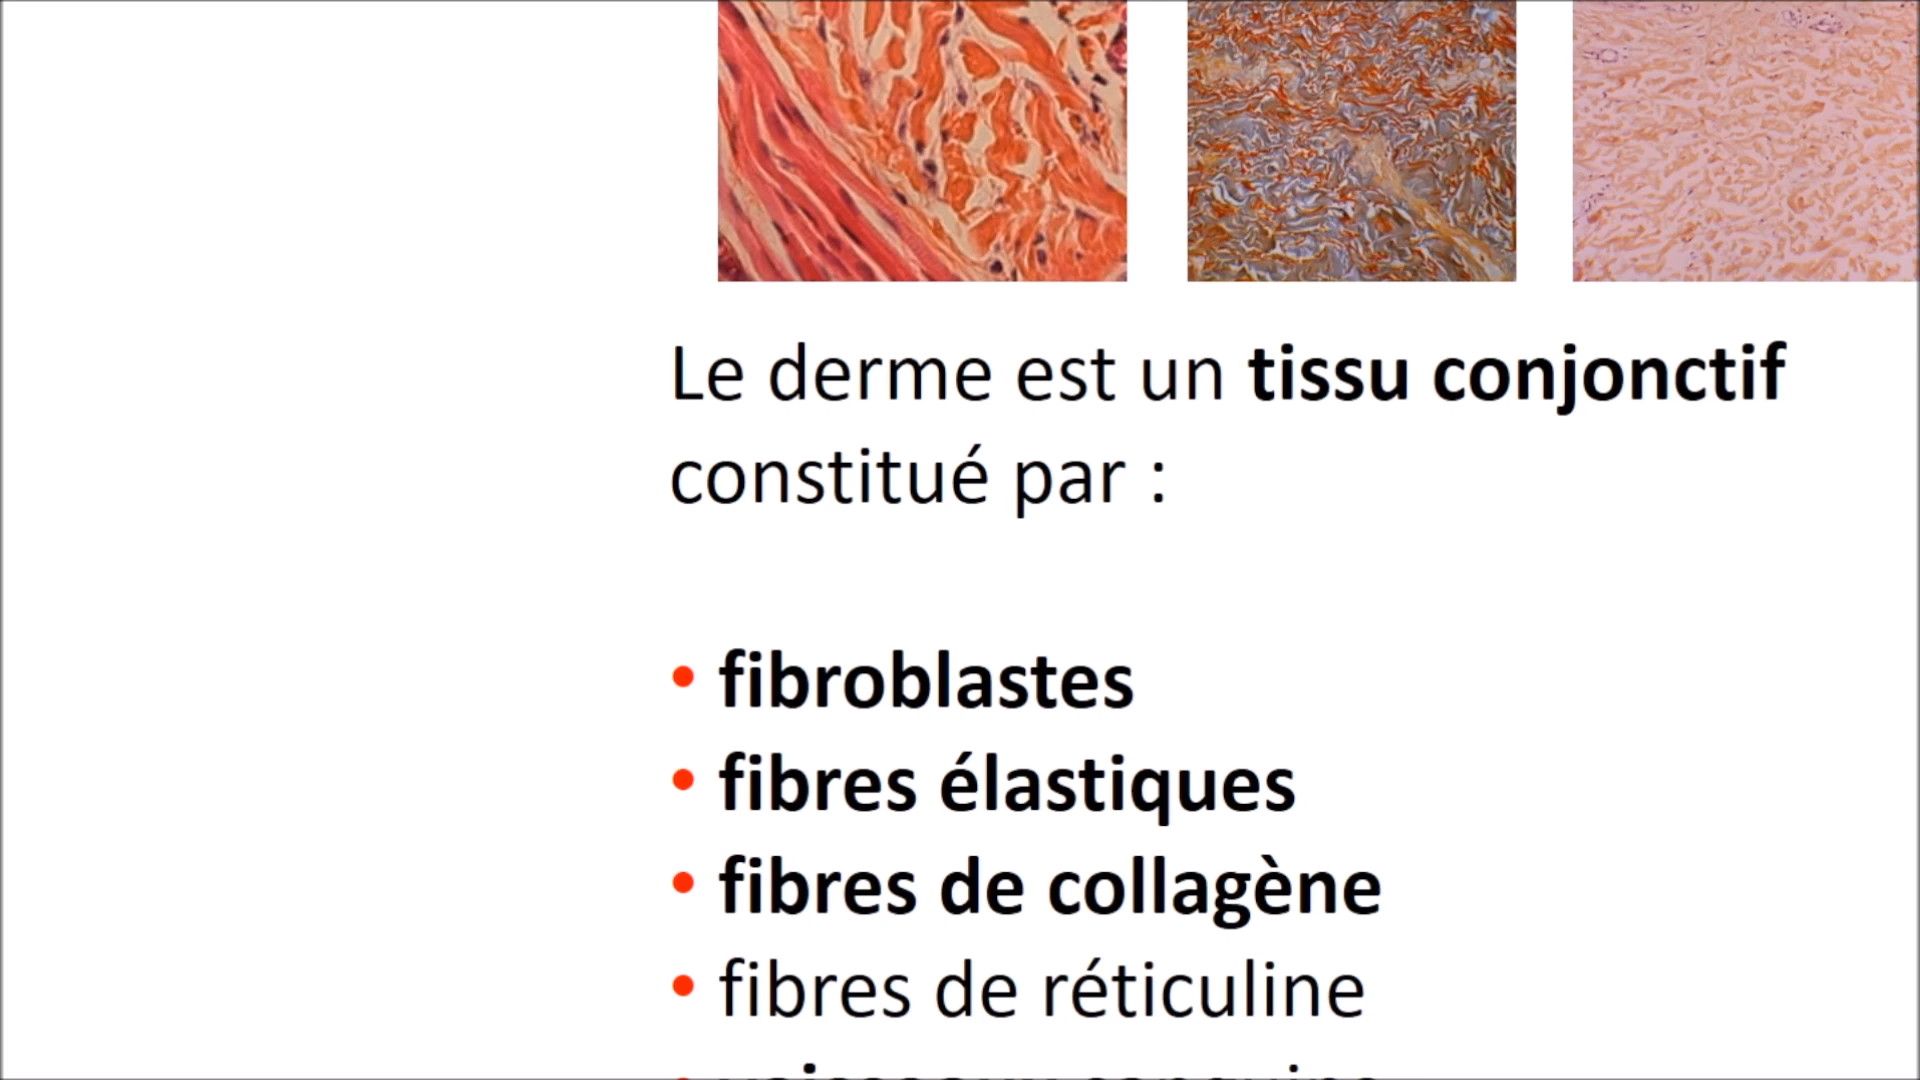 Le derme est un tissu conjonctif
constitué par :
• fibroblastes
• fibres élastiques
• fibres de collagène
• fibres de réticuline